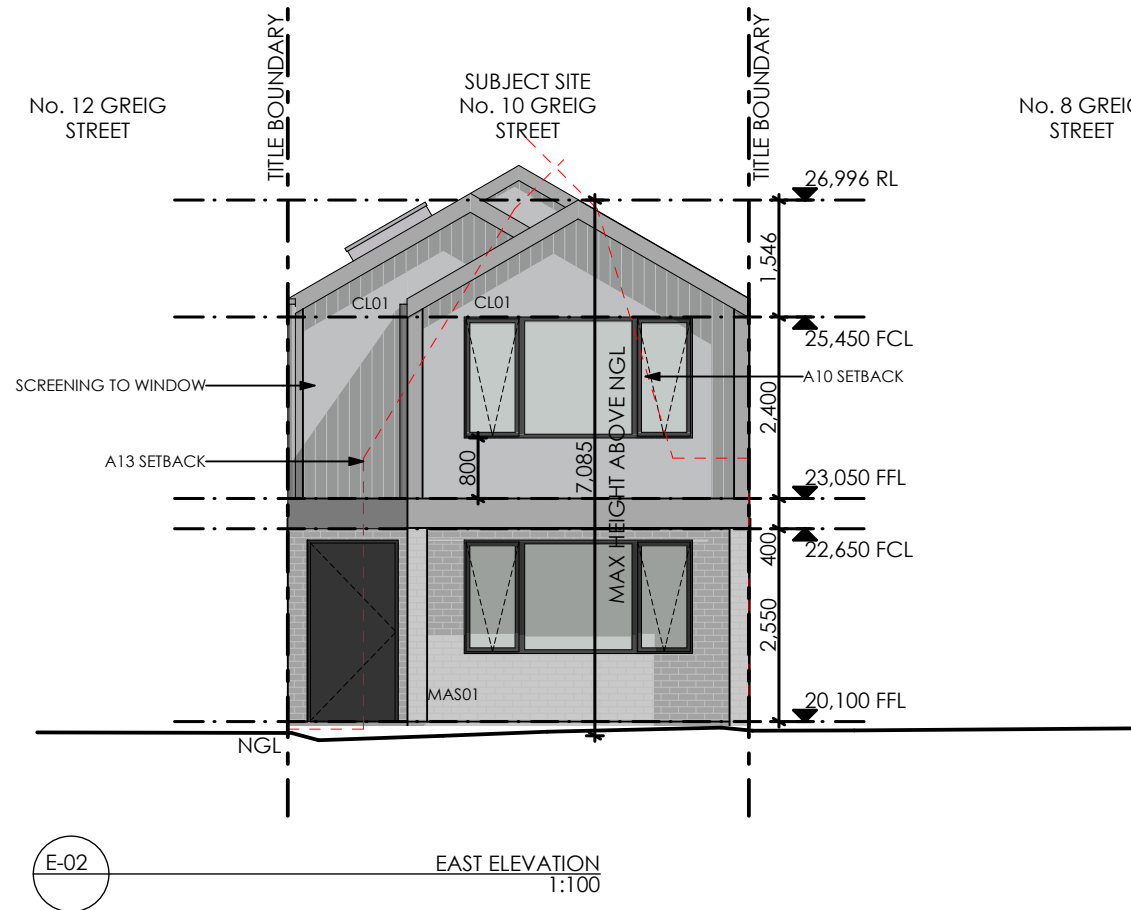 No. 12 GREIG
STREET
TITLE BOUNDARY
SUBJECT SITE
No. 10 GREIG
STREET
TITLE BOUNDARY
No. 8 GREIG
STREET
26,996 RL
1,546
CL01
CL01
25,450 FCL
SCREENING TO WINDOW
A10 SETBACK
2,400
A13 SETBACK
800
7,085
MAX HEIGHT ABOVE NGL
23,050 FFL
400
22,650 FCL
2,550
MAS01
20,100 FFL
NGL
E-02
EAST ELEVATION
1:100